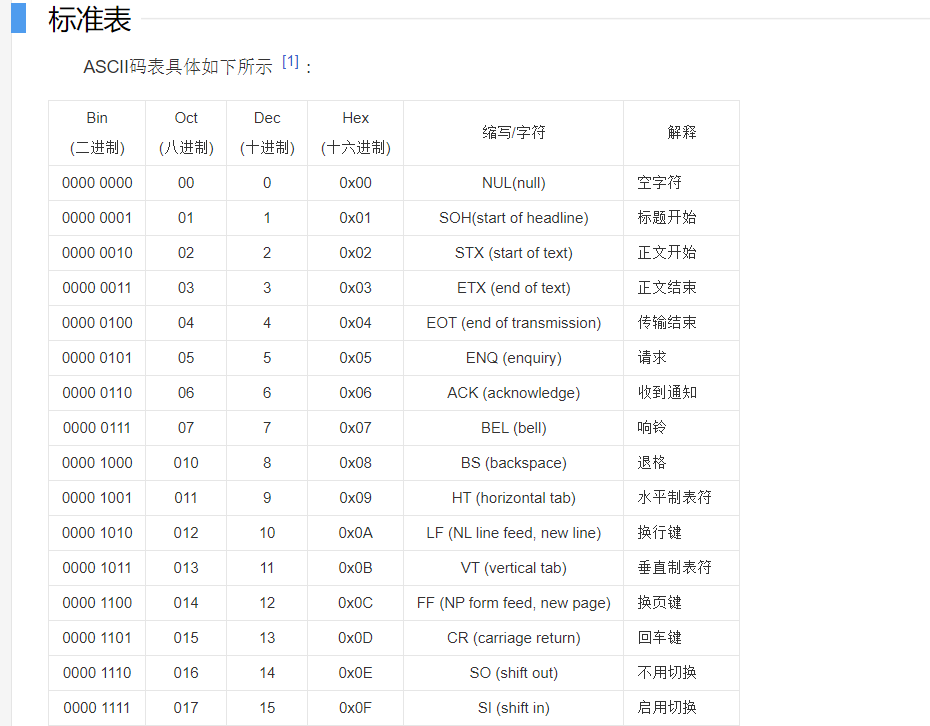 标准表
ASCII码表具体如下所示 [1] ：
Bin Oct Dec Hex 缩写/字符 解释
(二进制) (八进制) (十进制) (十六进制)
0000 0000 00 0 0x00 NUL(null) 空字符
0000 0001 01 1 0x01 SOH(start of headline) 标题开始
0000 0010 02 2 0x02 STX (start of text) 正文开始
0000 0011 03 3 0x03 ETX (end of text) 正文结束
0000 0100 04 4 0x04 EOT (end of transmission) 传输结束
0000 0101 05 5 0x05 ENQ (enquiry) 请求
0000 0110 06 6 0x06 ACK (acknowledge) 收到通知
0000 0111 07 7 0x07 BEL (bell) 响铃
0000 1000 010 8 0x08 BS (backspace) 退格
0000 1001 011 9 0x09 HT (horizontal tab) 水平制表符
0000 1010 012 10 0x0A LF (NL line feed, new line) 换行键
0000 1011 013 11 0x0B VT (vertical tab) 垂直制表符
0000 1100 014 12 0x0C FF (NP form feed, new page) 换页键
0000 1101 015 13 0x0D CR (carriage return) 回车键
0000 1110 016 14 0x0E SO (shift out) 不用切换
0000 1111 017 15 0x0F SI (shift in) 启用切换